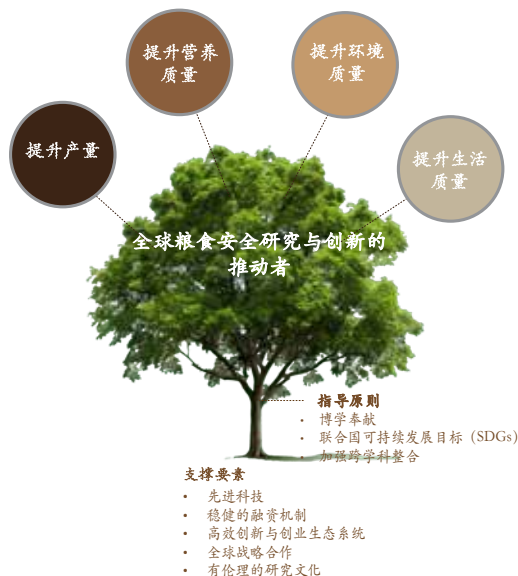 提升营养
质量
提升环境
质量
提升产量
提升生活
质量
全球粮食安全研究与创新的
推动者
指导原则
• 博学奉献
• 联合国可持续发展目标（SDGs）
• 加强跨学科整合
支撑要素
• 先进科技
• 稳健的融资机制
• 高效创新与创业生态系统
• 全球战略合作
• 有伦理的研究文化